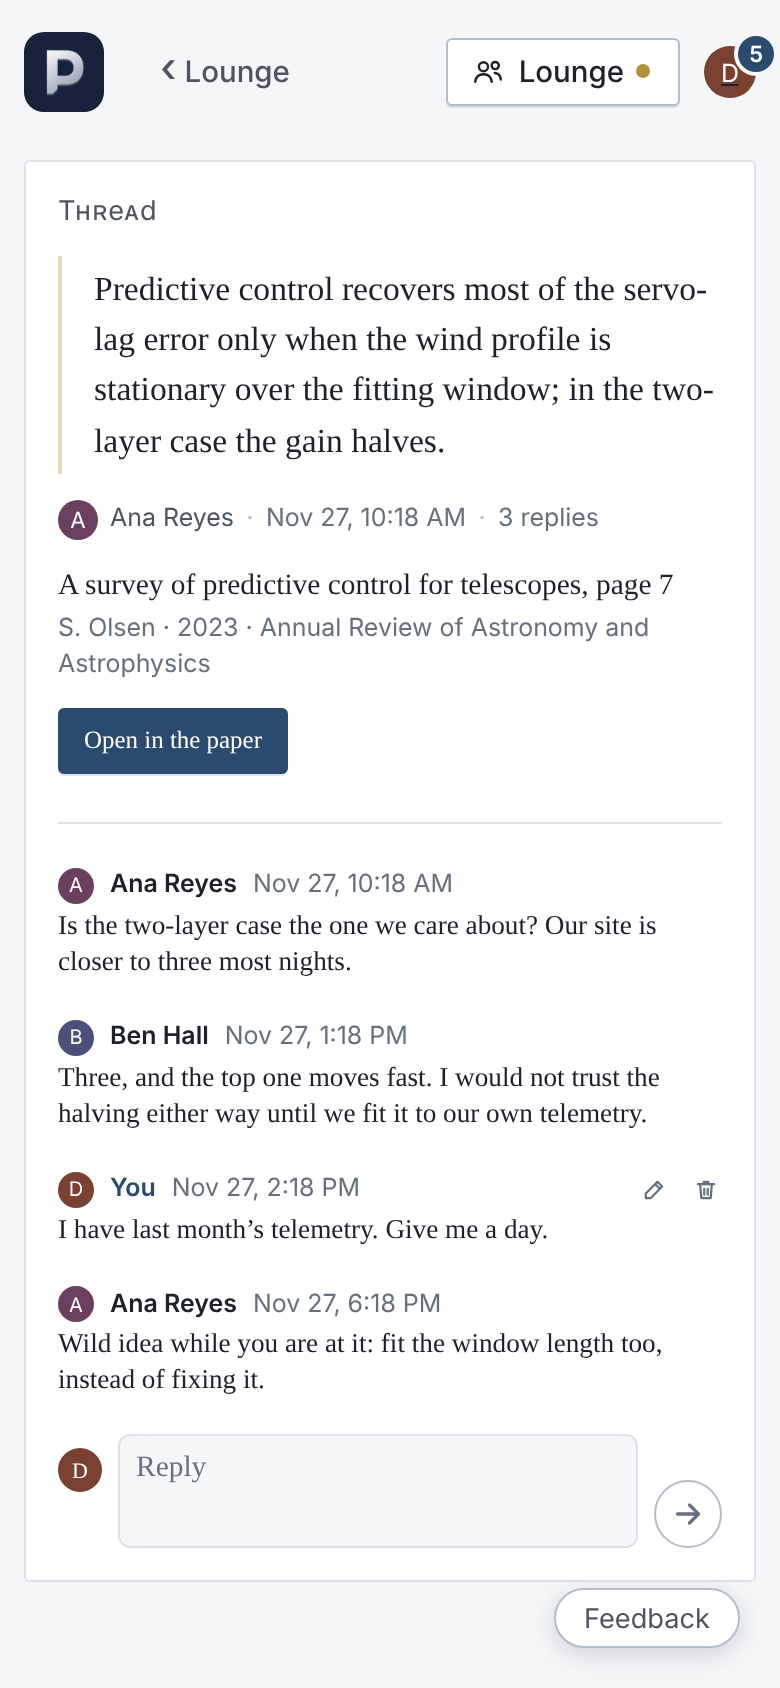 P
Lounge
Lounge
D
5
Thread
Predictive control recovers most of the servo-
lag error only when the wind profile is
stationary over the fitting window; in the two-
layer case the gain halves.
A Ana Reyes · Nov 27, 10:18 AM · 3 replies
A survey of predictive control for telescopes, page 7
S. Olsen · 2023 · Annual Review of Astronomy and
Astrophysics
Open in the paper
A Ana Reyes Nov 27, 10:18 AM
Is the two-layer case the one we care about? Our site is
closer to three most nights.
B Ben Hall Nov 27, 1:18 PM
Three, and the top one moves fast. I would not trust the
halving either way until we fit it to our own telemetry.
D You Nov 27, 2:18 PM
I have last month’s telemetry. Give me a day.
A Ana Reyes Nov 27, 6:18 PM
Wild idea while you are at it: fit the window length too,
instead of fixing it.
D Reply
Feedback